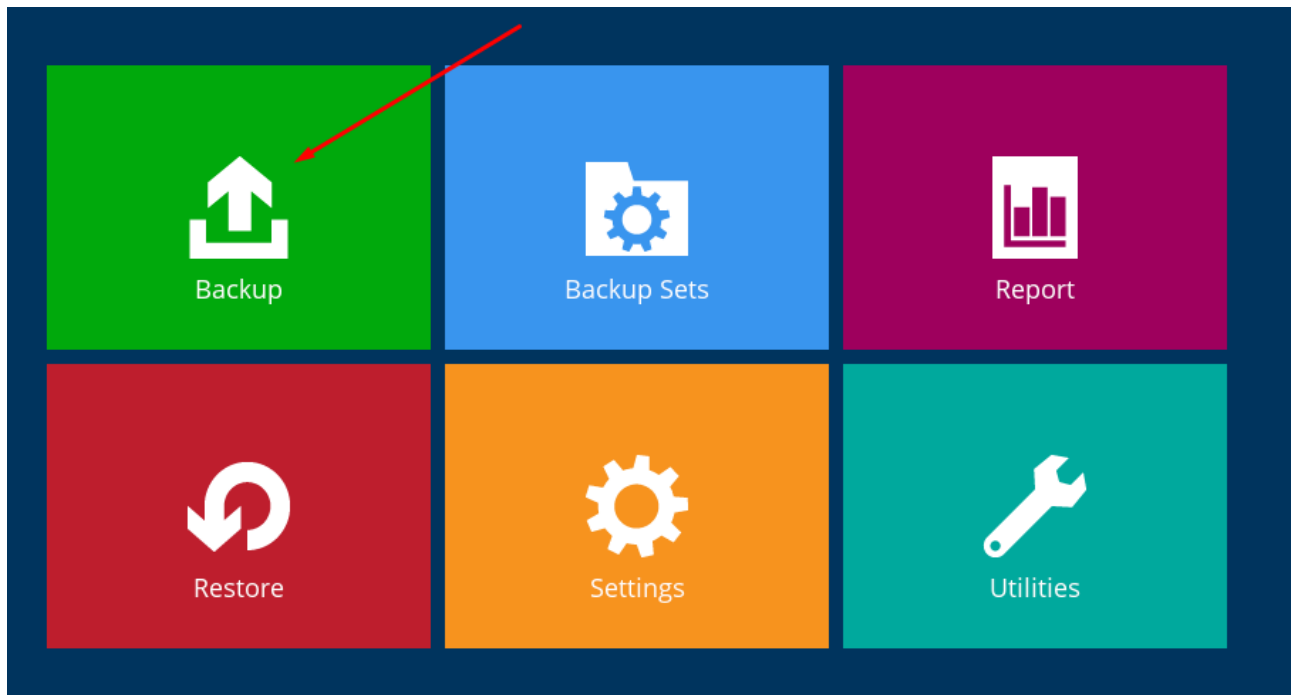 Backup
Backup Sets
Report
Restore
Settings
Utilities